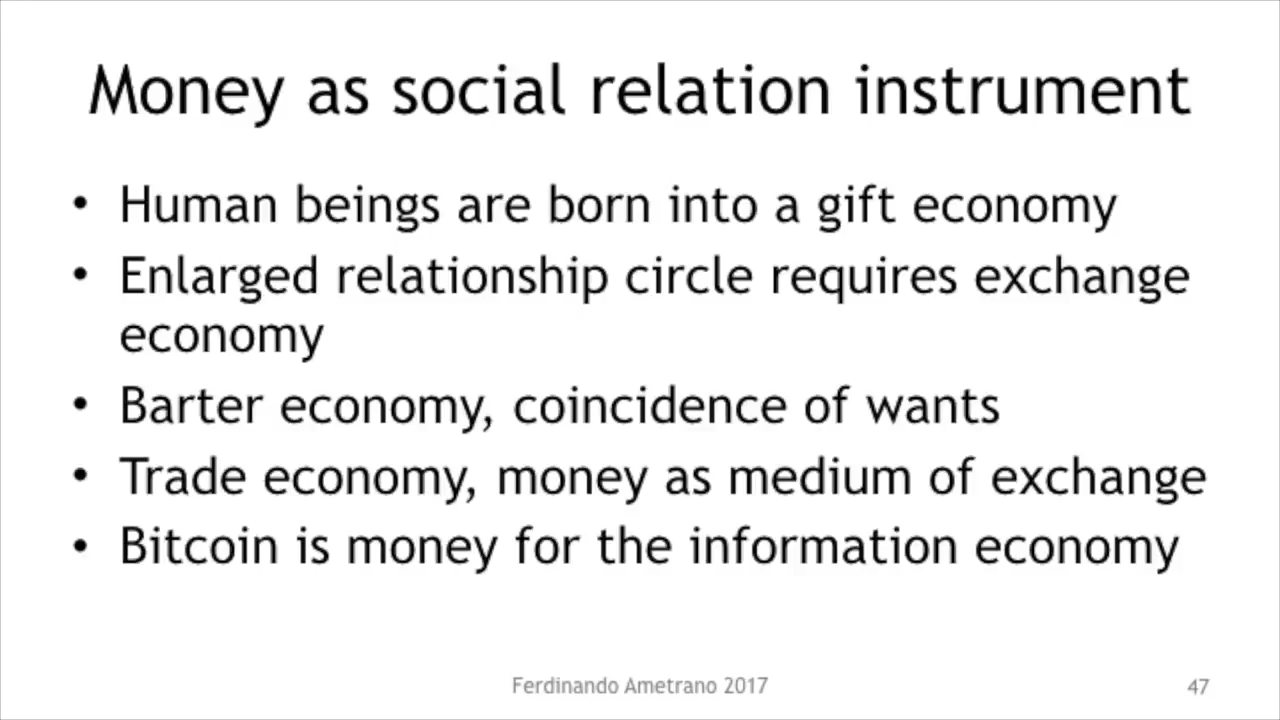 Money as social relation instrument
• Human beings are born into a gift economy
• Enlarged relationship circle requires exchange
economy
• Barter economy, coincidence of wants
• Trade economy, money as medium of exchange
• Bitcoin is money for the information economy
Ferdinando Ametrano 2017
47